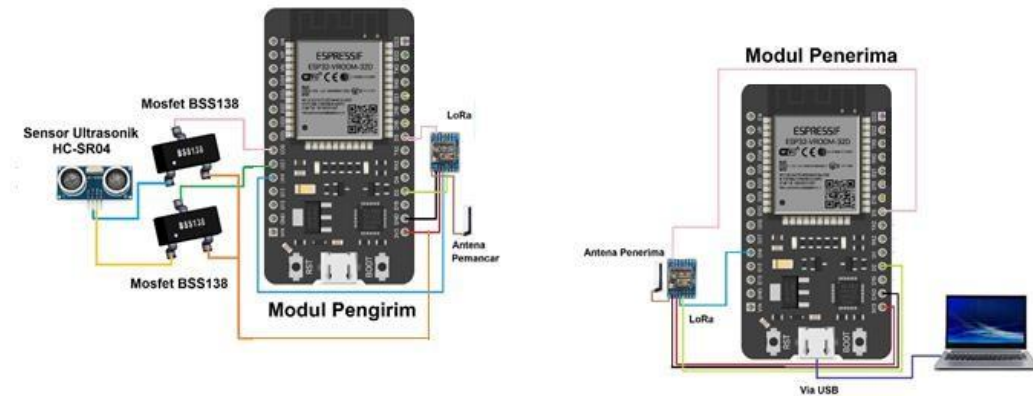 Mosfet BSS138
Sensor Ultrasonik
HC-SR04
BSS138
BSS138
Mosfet BSS138
ESPRESSIF
ESP32-WROOM-32D
LoRa
Antena
Pemancar
RST
BOOT
Modul Pengirim
Modul Penerima
ESPRESSIF
ESP32-WROOM-32D
Antena Penerima
LoRa
RST
BOOT
Via USB